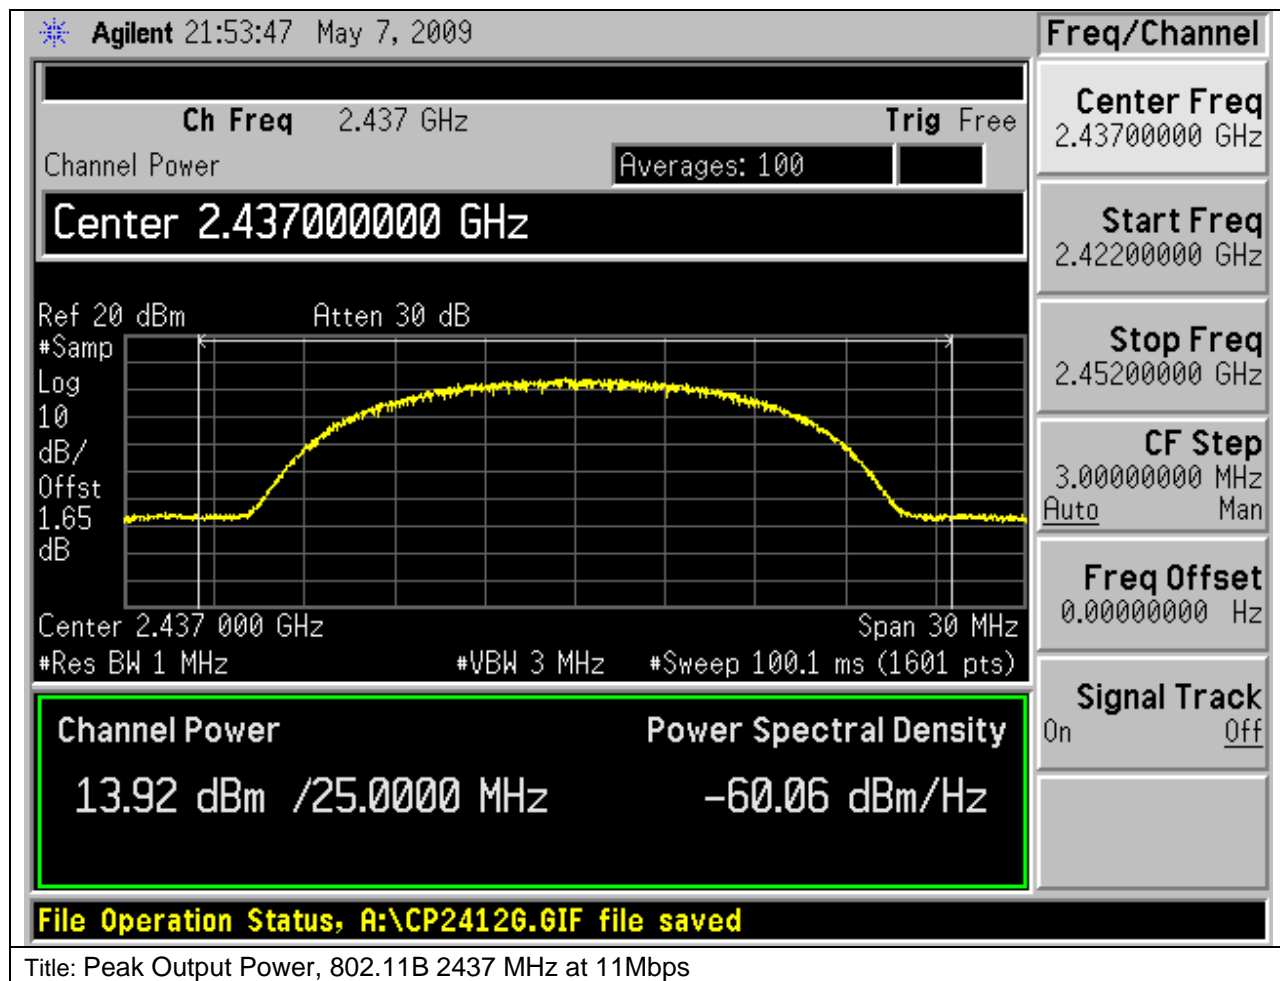 Agilent 21:53:47 May 7, 2009
Freq/Channel
Ch Freq 2.437 GHz Trig Free
Channel Power Averages: 100
Center 2.437000000 GHz
Ref 20 dBm Atten 30 dB
#Samp
Log
10
dB/
Offst
1.65
dB
Center 2.437 000 GHz Span 30 MHz
#Res BW 1 MHz #VBW 3 MHz #Sweep 100.1 ms (1601 pts)
Channel Power Power Spectral Density
13.92 dBm /25.0000 MHz -60.06 dBm/Hz
File Operation Status, A:\CP2412G.GIF file saved
Center Freq
2.43700000 GHz
Start Freq
2.42200000 GHz
Stop Freq
2.45200000 GHz
CF Step
3.00000000 MHz
Auto Man
Freq Offset
0.00000000 Hz
Signal Track
On Off
Title: Peak Output Power, 802.11B 2437 MHz at 11Mbps